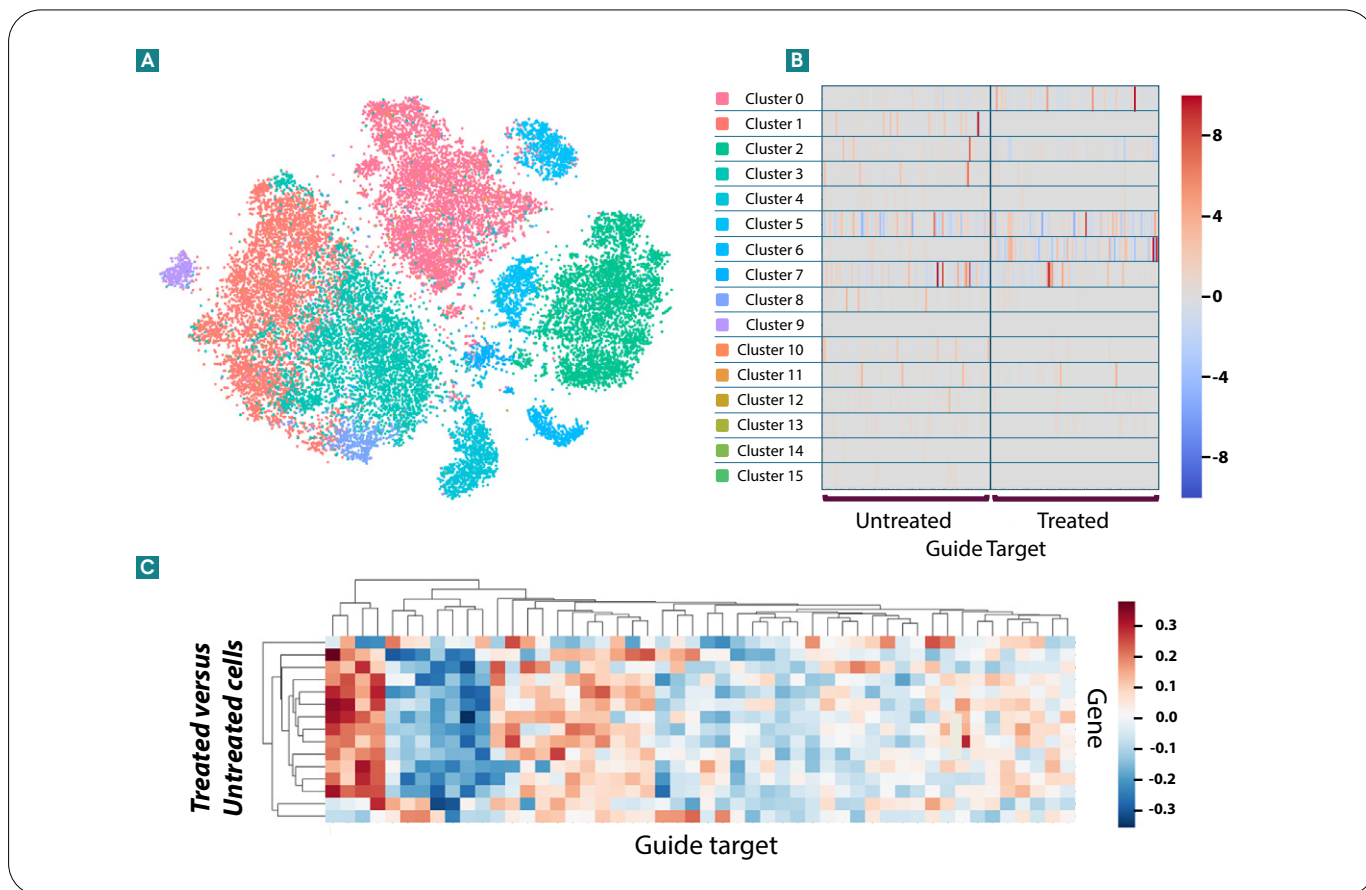 A
B
Cluster 0
Cluster 1
Cluster 2
Cluster 3
Cluster 4
Cluster 5
Cluster 6
Cluster 7
Cluster 8
Cluster 9
Cluster 10
Cluster 11
Cluster 12
Cluster 13
Cluster 14
Cluster 15
8
4
0
-4
-8
Untreated
Treated
Guide Target
C
Treated versus
Untreated cells
Gene
0.3
0.2
0.1
0.0
-0.1
-0.2
-0.3
Guide target